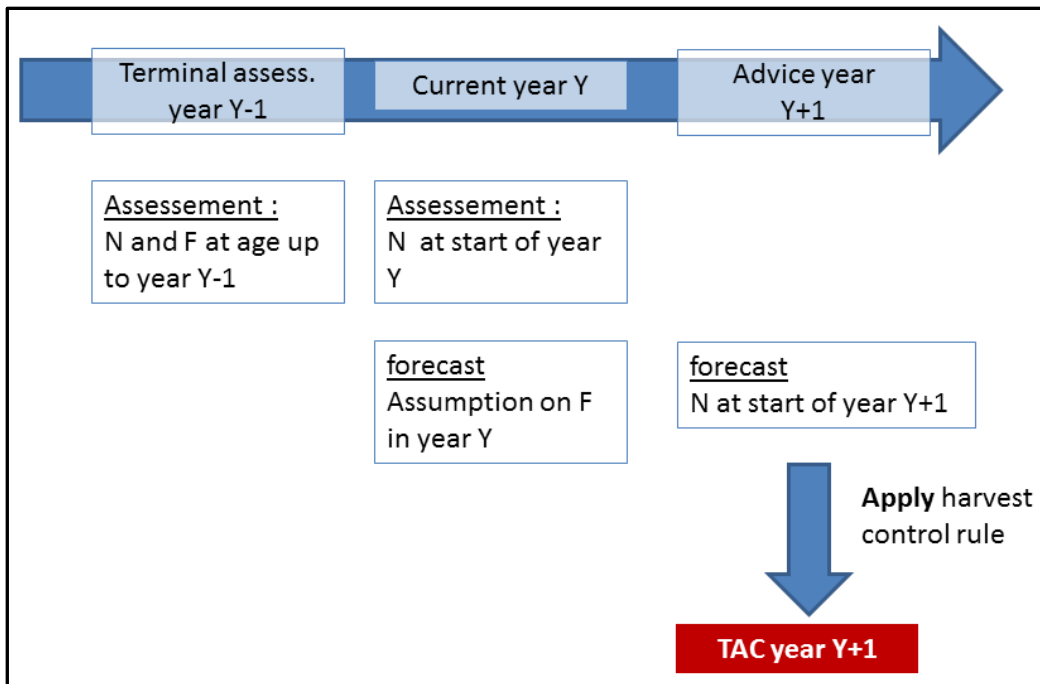 Terminal assess.
year Y-1
Current year Y
Advice year
Y+1
Assessement :
N and F at age up
to year Y-1
Assessement :
N at start of year
Y
forecast
Assumption on F
in year Y
forecast
N at start of year Y+1
Apply harvest
control rule
TAC year Y+1